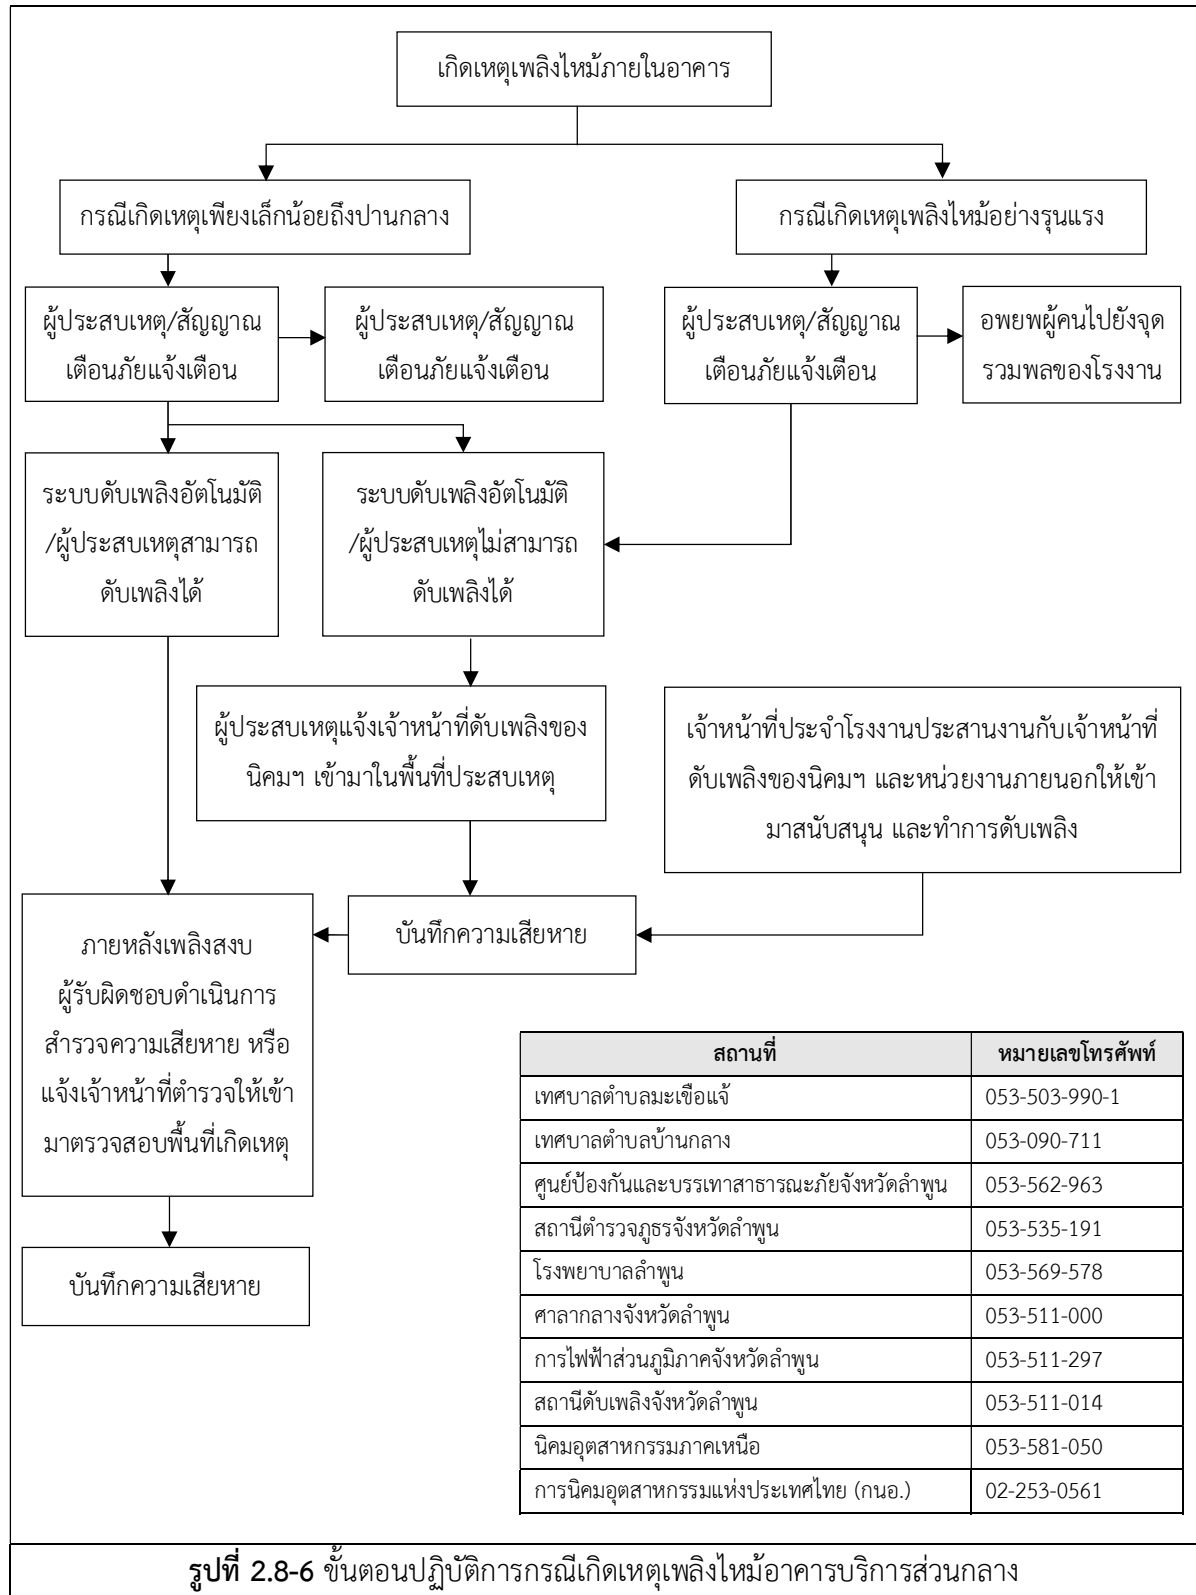 เกิดเหตุเพลิงไหม้ภายในอาคาร
กรณีเกิดเหตุเพียงเล็กน้อยถึงปานกลาง
กรณีเกิดเหตุเพลิงไหม้อย่างรุนแรง
ผู้ประสบเหตุ/สัญญาณ
เตือนภัยแจ้งเตือน
ผู้ประสบเหตุ/สัญญาณ
เตือนภัยแจ้งเตือน
ผู้ประสบเหตุ/สัญญาณ
เตือนภัยแจ้งเตือน
อพยพผู้คนไปยังจุด
รวมพลของโรงงาน
ระบบดับเพลิงอัตโนมัติ
/ผู้ประสบเหตุสามารถ
ดับเพลิงได้
ระบบดับเพลิงอัตโนมัติ
/ผู้ประสบเหตุไม่สามารถ
ดับเพลิงได้
ผู้ประสบเหตุแจ้งเจ้าหน้าที่ดับเพลิงของ
นิคมฯ เข้ามาในพื้นที่ประสบเหตุ
เจ้าหน้าที่ประจำโรงงานประสานงานกับเจ้าหน้าที่
ดับเพลิงของนิคมฯ และหน่วยงานภายนอกให้เข้า
มาสนับสนุน และทำการดับเพลิง
บันทึกความเสียหาย
ภายหลังเพลิงสงบ
ผู้รับผิดชอบดำเนินการ
สำรวจความเสียหาย หรือ
แจ้งเจ้าหน้าที่ตำรวจให้เข้า
มาตรวจสอบพื้นที่เกิดเหตุ
บันทึกความเสียหาย
สถานที่ หมายเลขโทรศัพท์
เทศบาลตำบลมะเขือแจ้ 053-503-990-1
เทศบาลตำบลบ้านกลาง 053-090-711
ศูนย์ป้องกันและบรรเทาสาธารณะภัยจังหวัดลำพูน 053-562-963
สถานีตำรวจภูธรจังหวัดลำพูน 053-535-191
โรงพยาบาลลำพูน 053-569-578
ศาลากลางจังหวัดลำพูน 053-511-000
การไฟฟ้าส่วนภูมิภาคจังหวัดลำพูน 053-511-297
สถานีดับเพลิงจังหวัดลำพูน 053-511-014
นิคมอุตสาหกรรมภาคเหนือ 053-581-050
การนิคมอุตสาหกรรมแห่งประเทศไทย (กนอ.) 02-253-0561
รูปที่ 2.8-6 ขั้นตอนปฏิบัติการกรณีเกิดเหตุเพลิงไหม้อาคารบริการส่วนกลาง